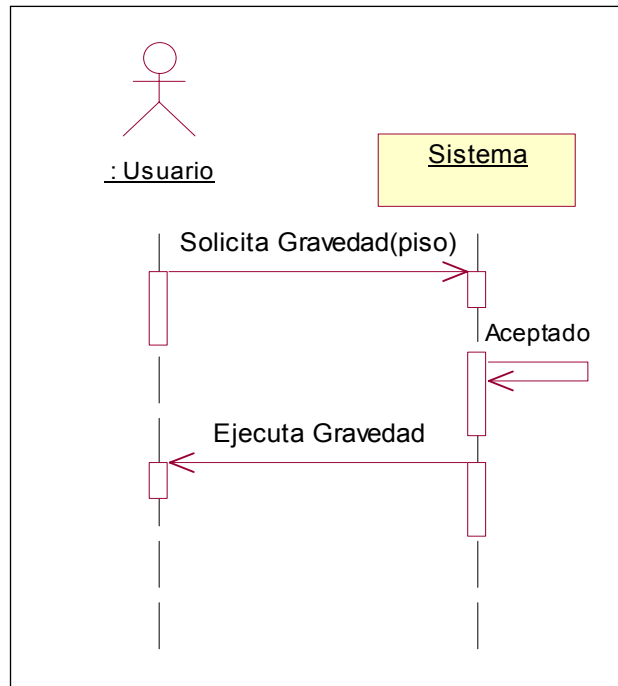 : Usuario
Sistema
Solicita Gravedad(piso)
Aceptado
Ejecuta Gravedad